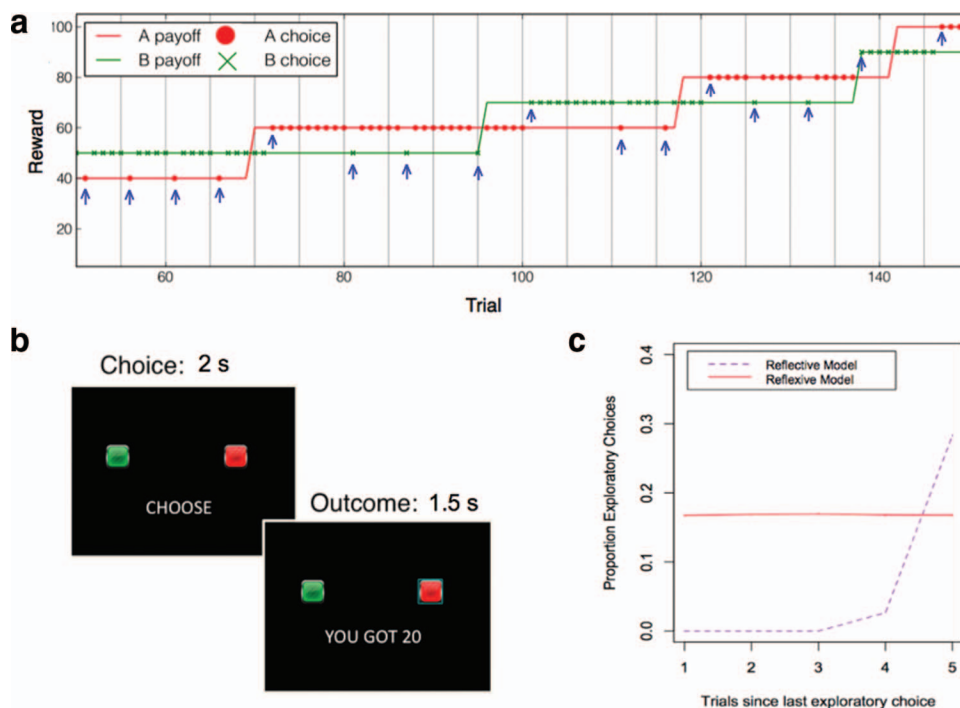 a
A payoff
A choice
B payoff
B choice
100
80
60
40
20
Reward
60
80
100
120
140
Trial
b
Choice: 2 s
CHOOSE
Outcome: 1.5 s
YOU GOT 20
c
Reflective Model
Reflexive Model
0.4
0.3
0.2
0.1
0.0
Proportion Exploratory Choices
1
2
3
4
5
Trials since last exploratory choice